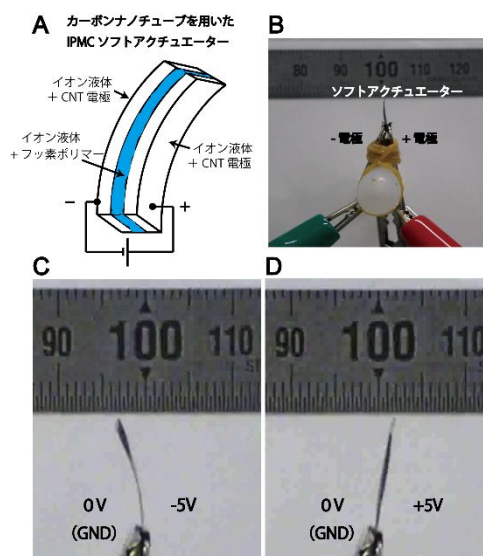 A
カーボンナノチューブを用いた
IPMC ソフトアクチュエーター
イオン液体
+ CNT 電極
イオン液体
+ フッ素ポリマー
イオン液体
+ CNT 電極
−
+
B
80 90 100 110 120
ソフトアクチュエーター
- 電極
+ 電極
C
90 100 110
0 V
(GND)
-5V
D
90 100 110
0 V
(GND)
+5V